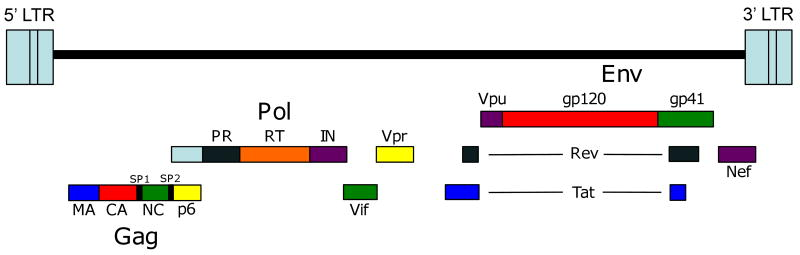 5' LTR
3' LTR
Env
Vpu gp120 gp41
Pol
PR RT IN Vpr
Rev
Nef
SP1 SP2
MA CA NC p6
Vif
Tat
Gag